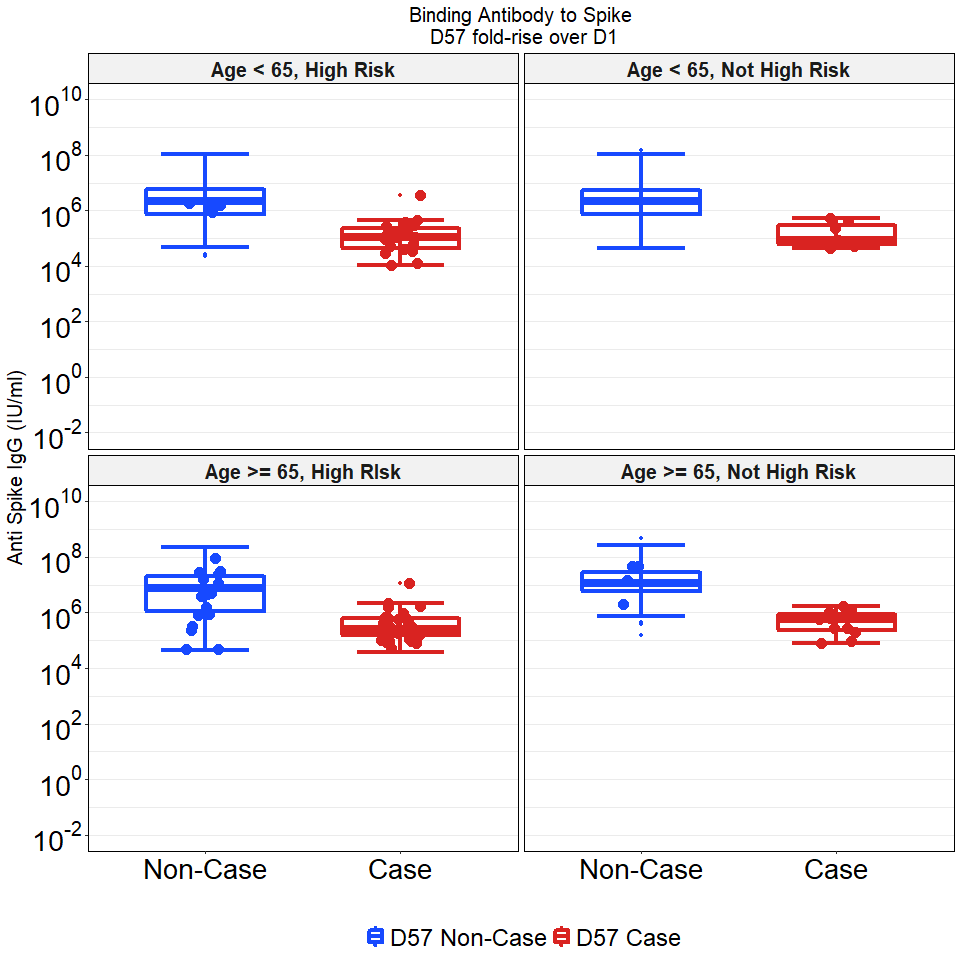 Binding Antibody to Spike
D57 fold-rise over D1
Age < 65, High Risk
Age < 65, Not High Risk
10^10
10^8
10^6
10^4
10^2
10^0
10^-2
Anti Spike IgG (IU/ml)
Age >= 65, High RIsk
Age >= 65, Not High Risk
10^10
10^8
10^6
10^4
10^2
10^0
10^-2
Non-Case Case Non-Case Case
D57 Non-Case D57 Case